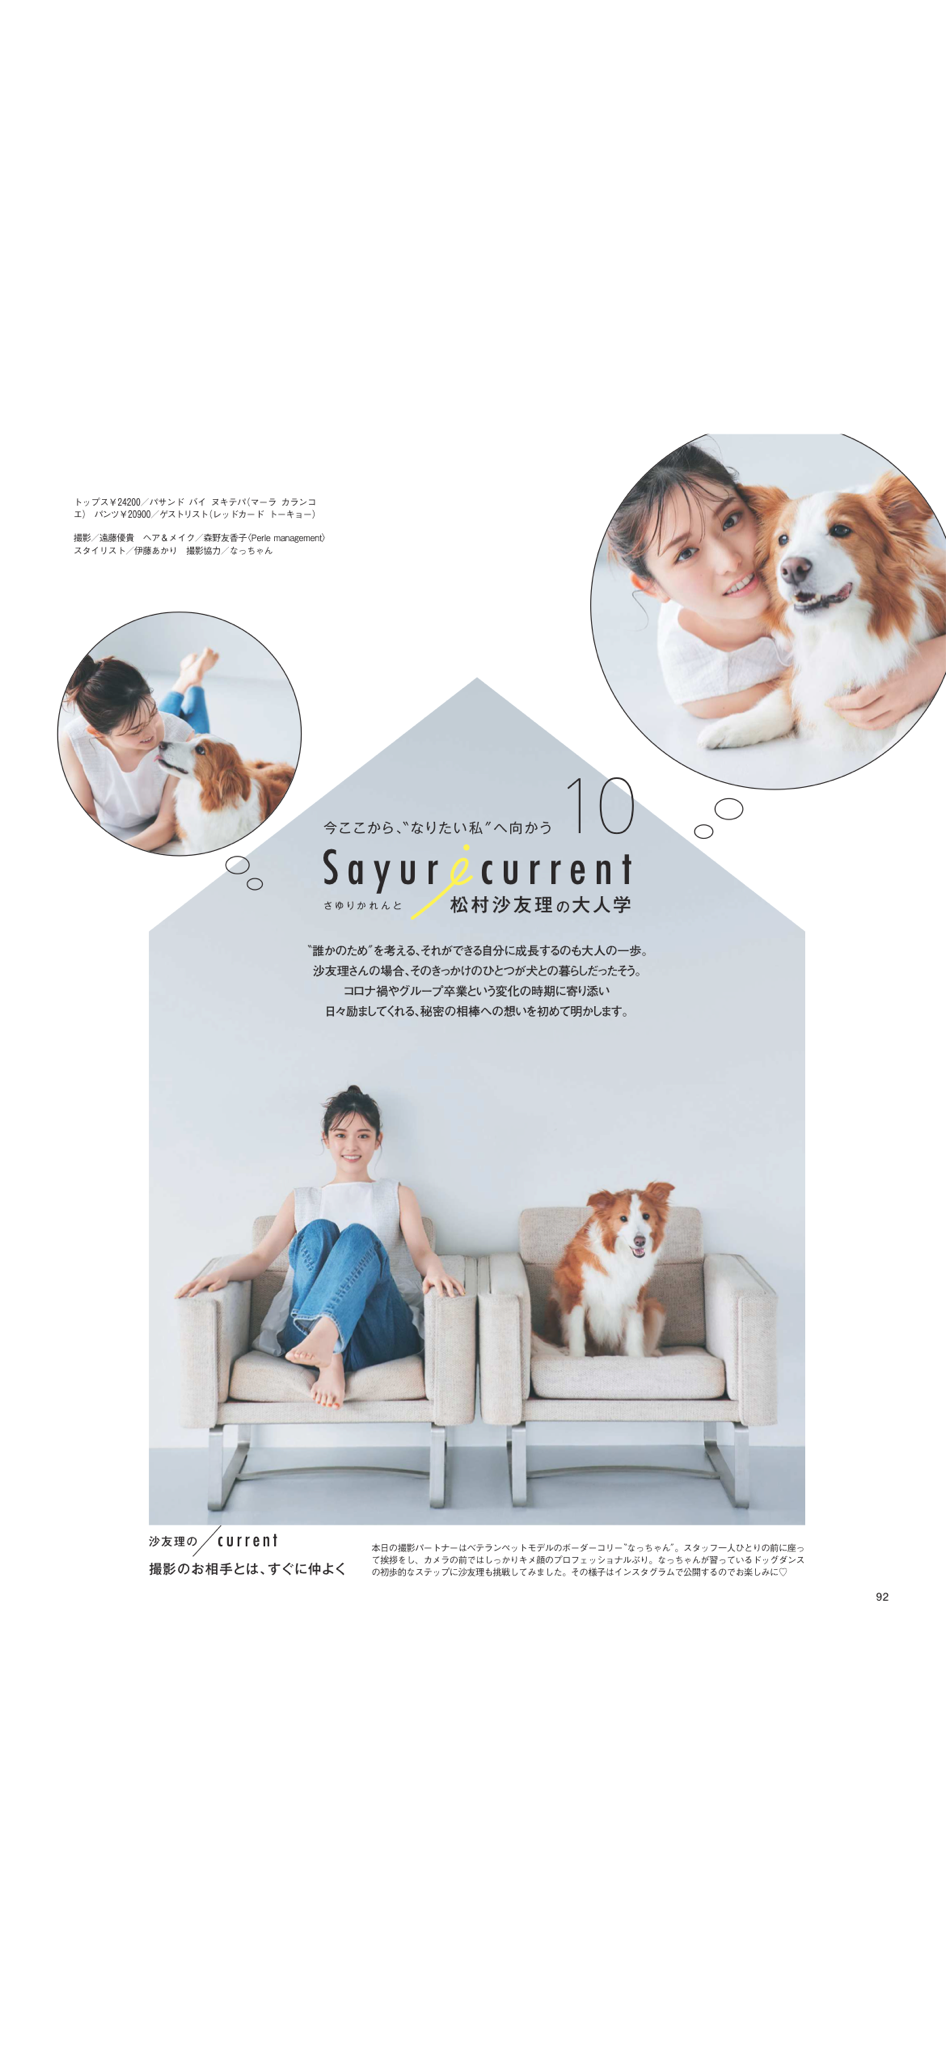 トップス¥24200／パサンド バイ ヌキテパ(マーラ カランコ
エ) パンツ¥20900／ゲストリスト(レッドカード トーキョー)
撮影／遠藤優貴 ヘア＆メイク／森野友香子〈Perle management〉
スタイリスト／伊藤あかり 撮影協力／なっちゃん
10
今ここから、〝なりたい私〟へ向かう
Sayuri current
さゆりかれんと
松村沙友理の大人学
〝誰かのため〟を考える、それができる自分に成長するのも大人の一歩。
沙友理さんの場合、そのきっかけのひとつが犬との暮らしだったそう。
コロナ禍やグループ卒業という変化の時期に寄り添い
日々励ましてくれる、秘密の相棒への想いを初めて明かします。
沙友理の／current
撮影のお相手とは、すぐに仲よく
本日の撮影パートナーはベテランペットモデルのボーダーコリー〝なっちゃん〟。スタッフ一人ひとりの前に座っ
て挨拶をし、カメラの前ではしっかりキメ顔のプロフェッショナルぶり。なっちゃんが習っているドッグダンス
の初歩的なステップに沙友理も挑戦してみました。その様子はインスタグラムで公開するのでお楽しみに♡
92